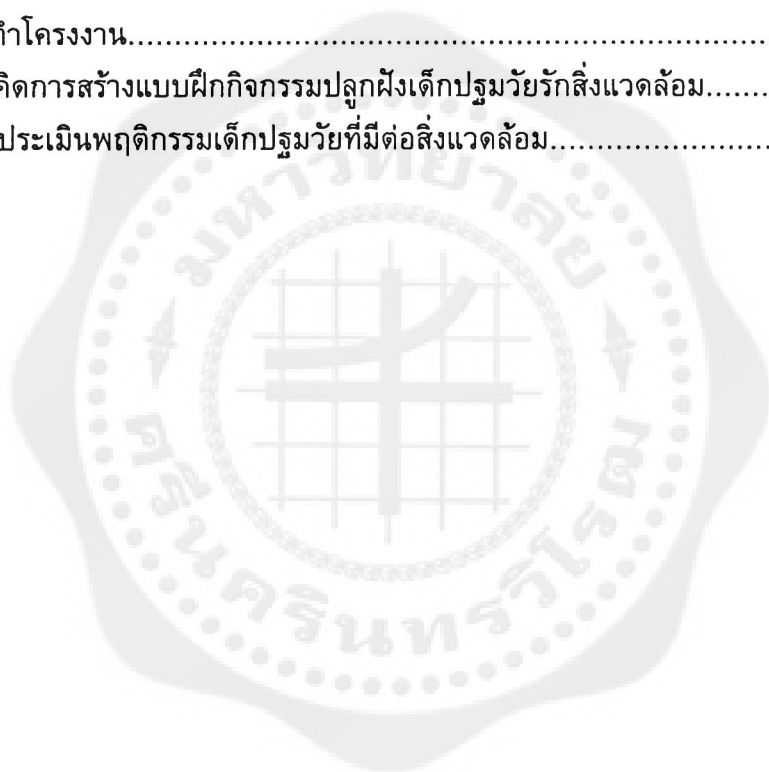 ทำโครงงาน.......................................................................
คิดการสร้างแบบฝึกกิจกรรมปลูกฝังเด็กปฐมวัยรักสิ่งแวดล้อม.......
ประเมินพฤติกรรมเด็กปฐมวัยที่มีต่อสิ่งแวดล้อม........................
มหาวิทยาลัย
ศรีนครินทรวิโรฒ